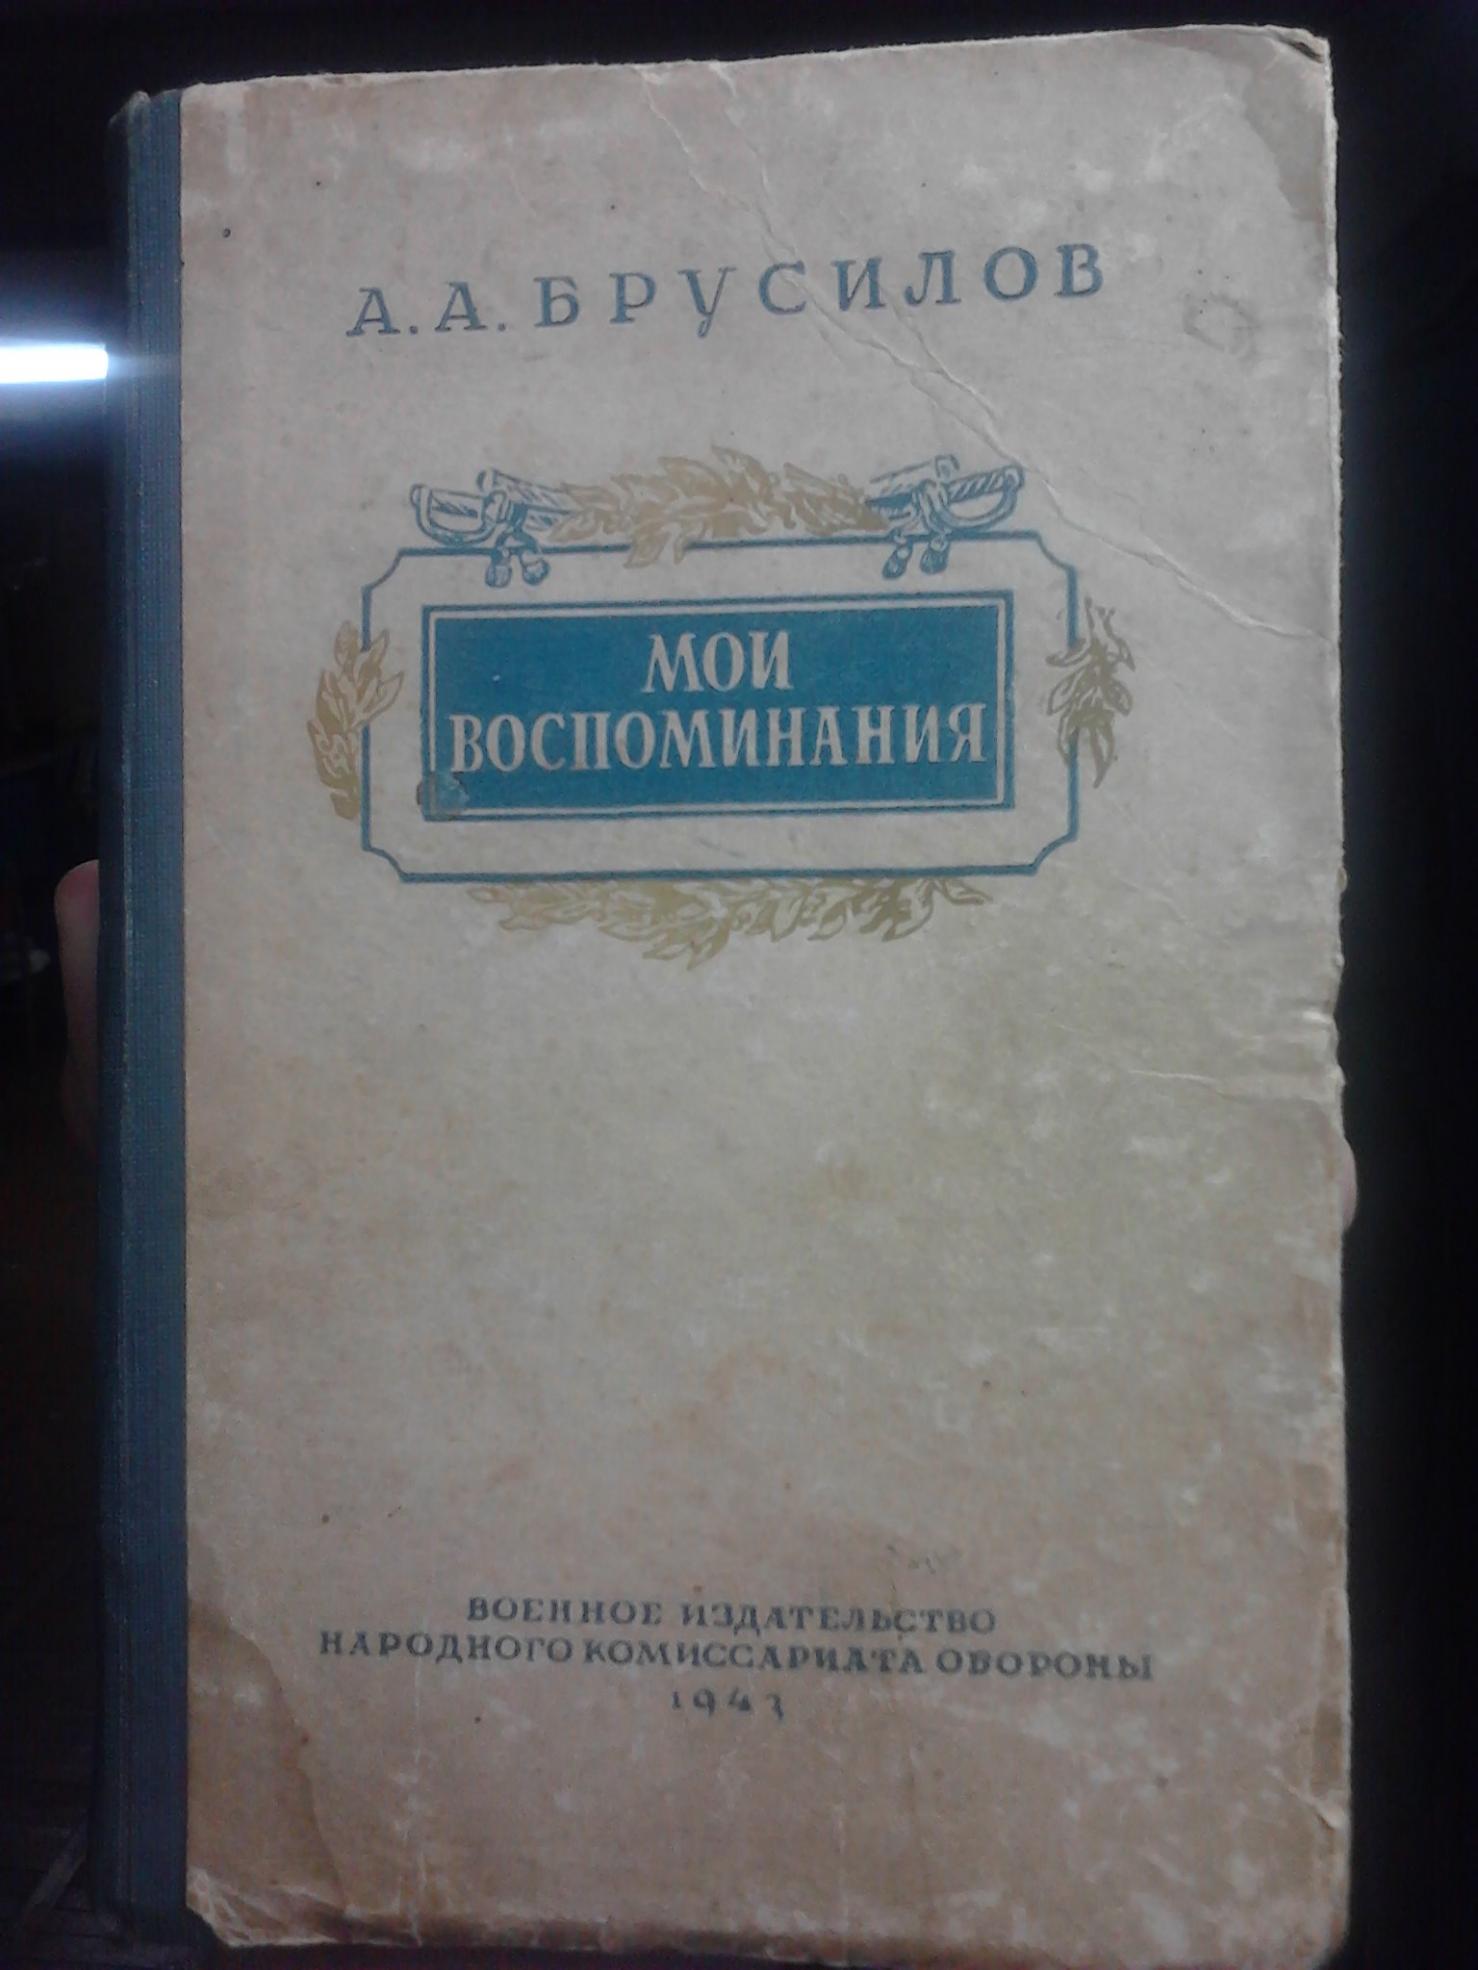 А. А. БРУСИЛОВ
МОИ
ВОСПОМИНАНИЯ
ВОЕННОЕ ИЗДАТЕЛЬСТВО
НАРОДНОГО КОМИССАРИАТА ОБОРОНЫ
1943